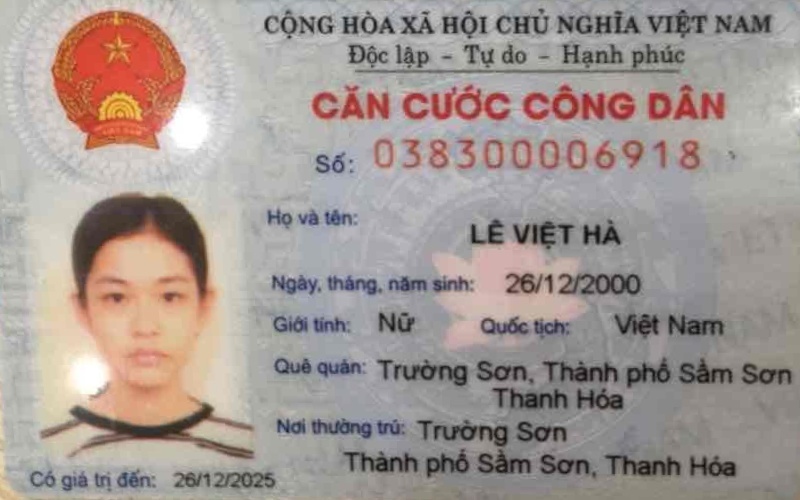 CỘNG HÒA XÃ HỘI CHỦ NGHĨA VIỆT NAM
Độc lập – Tự do – Hạnh phúc
CĂN CƯỚC CÔNG DÂN
Số: 038300006918
Họ và tên:
LÊ VIỆT HÀ
Ngày, tháng, năm sinh: 26/12/2000
Giới tính: Nữ Quốc tịch: Việt Nam
Quê quán: Trường Sơn, Thành phố Sầm Sơn
Thanh Hóa
Nơi thường trú: Trường Sơn
Thành phố Sầm Sơn, Thanh Hóa
Có giá trị đến: 26/12/2025